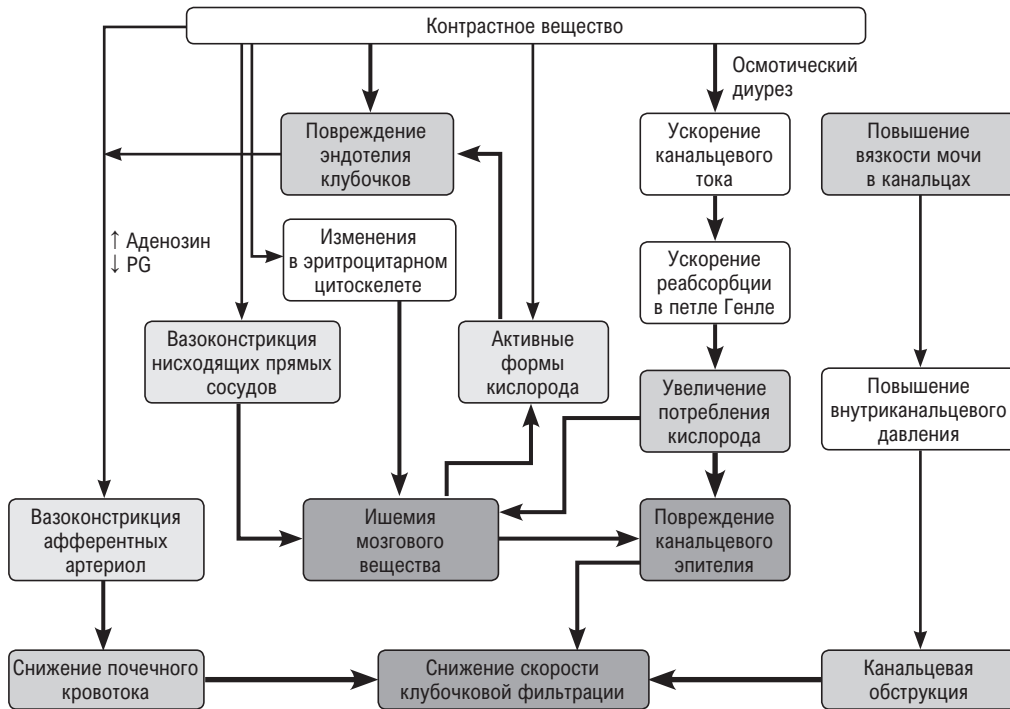 Контрастное вещество
Осмотический
диурез
Повреждение
эндотелия
клубочков
Ускорение
канальцевого
тока
Повышение
вязкости мочи
в канальцах
↑ Аденозин
↓ PG
Изменения
в эритроцитарном
цитоскелете
Ускорение
реабсорбции
в петле Генле
Вазоконстрикция
нисходящих прямых
сосудов
Активные
формы
кислорода
Увеличение
потребления
кислорода
Повышение
внутриканальцевого
давления
Вазоконстрикция
афферентных
артериол
Ишемия
мозгового
вещества
Повреждение
канальцевого
эпителия
Снижение почечного
кровотока
Снижение скорости
клубочковой фильтрации
Канальцевая
обструкция